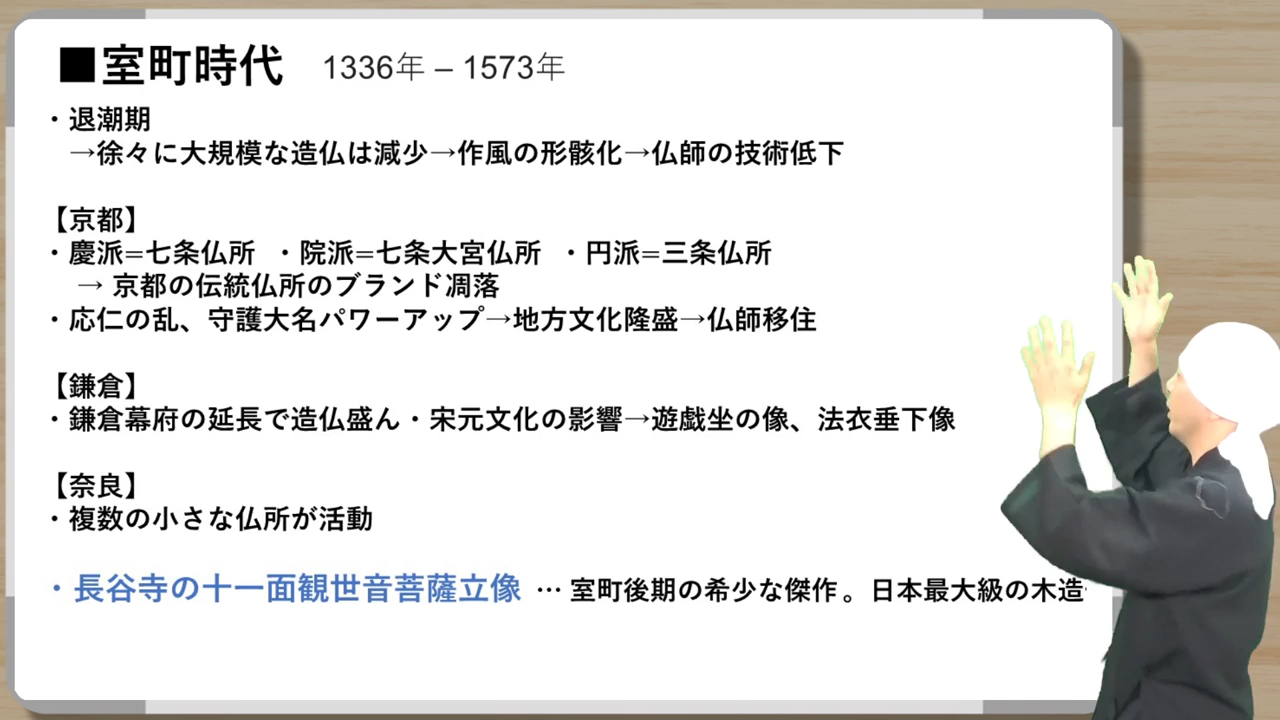 ■室町時代 1336年 – 1573年
・退潮期
→徐々に大規模な造仏は減少→作風の形骸化→仏師の技術低下
【京都】
・慶派=七条仏所 ・院派=七条大宮仏所 ・円派=三条仏所
→ 京都の伝統仏所のブランド凋落
・応仁の乱、守護大名パワーアップ→地方文化隆盛→仏師移住
【鎌倉】
・鎌倉幕府の延長で造仏盛ん・宋元文化の影響→遊戯坐の像、法衣垂下像
【奈良】
・複数の小さな仏所が活動
・長谷寺の十一面観世音菩薩立像 … 室町後期の希少な傑作。日本最大級の木造